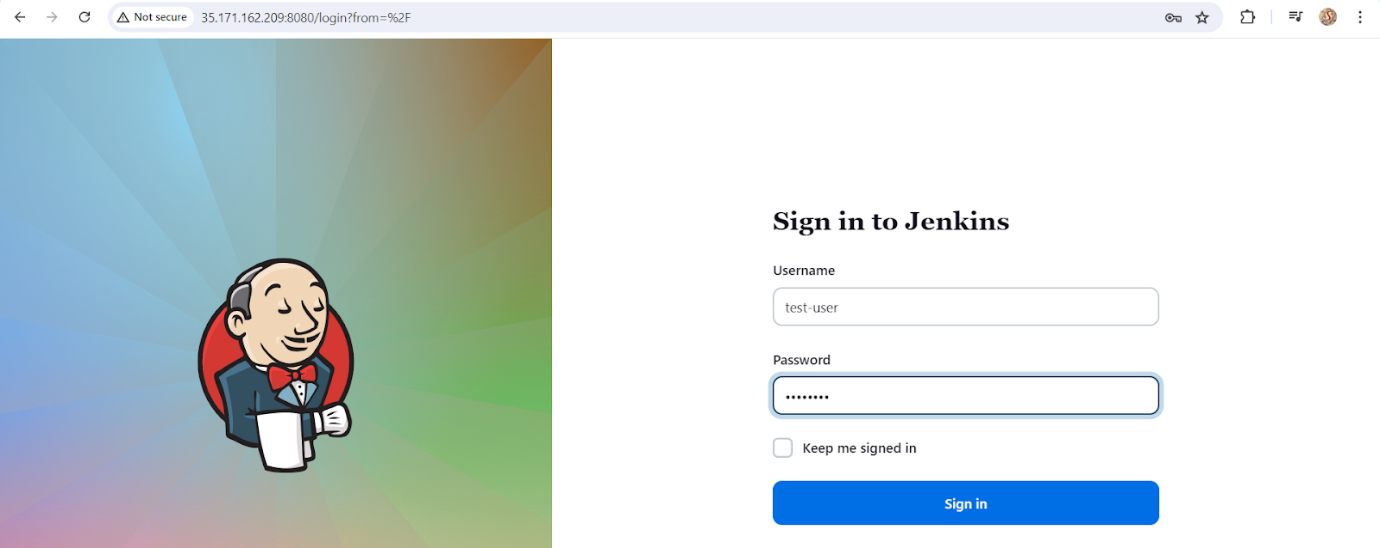 Not secure 35.171.162.209:8080/login?from=%2F
Sign in to Jenkins
Username
test-user
Password
••••••••
Keep me signed in
Sign in